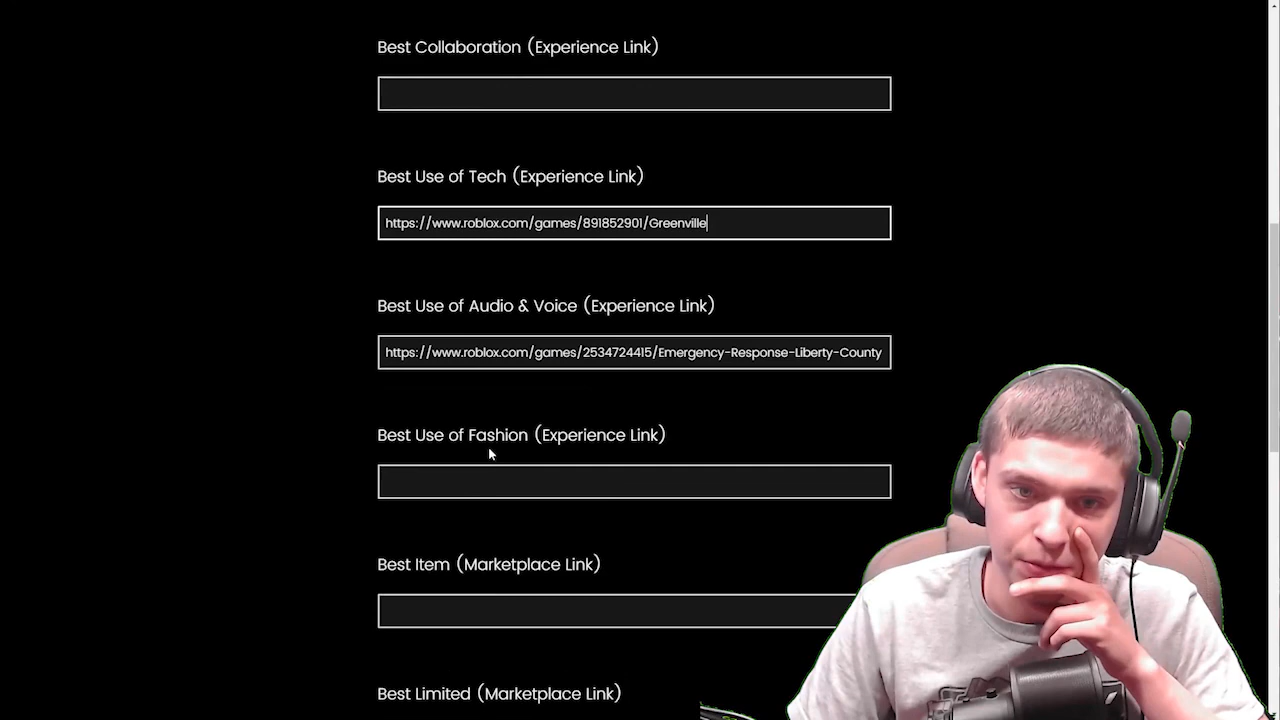 Best Collaboration (Experience Link)
Best Use of Tech (Experience Link)
https://www.roblox.com/games/891852901/Greenville
Best Use of Audio & Voice (Experience Link)
https://www.roblox.com/games/2534724415/Emergency-Response-Liberty-County
Best Use of Fashion (Experience Link)
Best Item (Marketplace Link)
Best Limited (Marketplace Link)